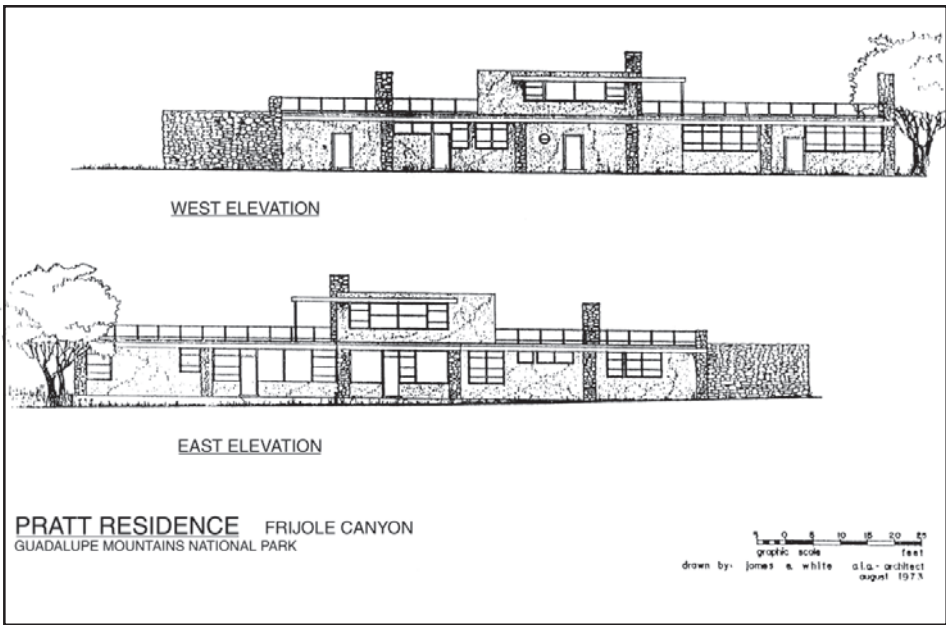 WEST ELEVATION
EAST ELEVATION
PRATT RESIDENCE FRIJOLE CANYON
GUADALUPE MOUNTAINS NATIONAL PARK
5 0 5 10 15 20 25
graphic scale feet
drawn by: james e. white a.i.a. - architect
august 1973